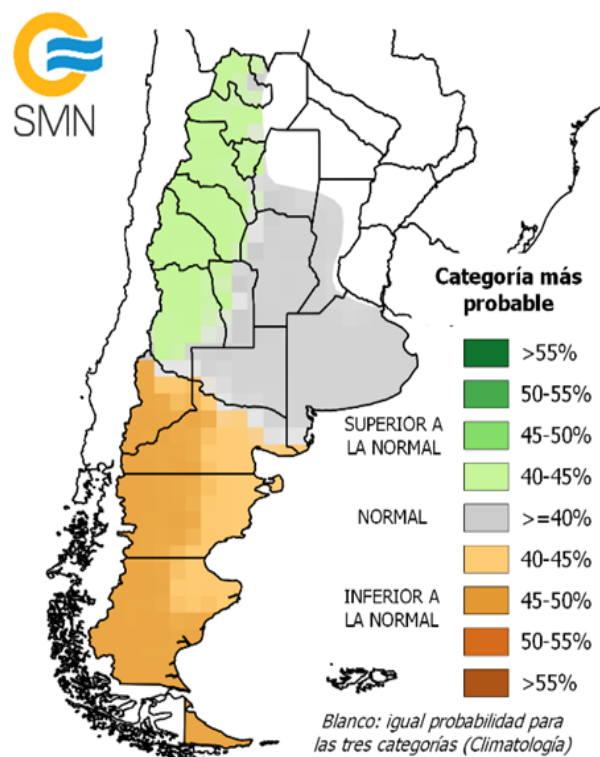 SMN
Categoría más
probable
>55%
50-55%
45-50%
SUPERIOR A
LA NORMAL
40-45%
NORMAL
>=40%
40-45%
INFERIOR A
LA NORMAL
45-50%
50-55%
>55%
Blanco: igual probabilidad para
las tres categorías (Climatología)